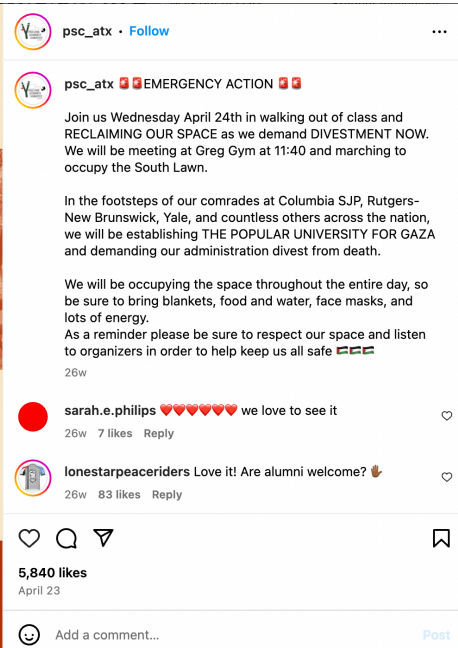 psc_atx • Follow
psc_atx 🚨🚨EMERGENCY ACTION 🚨🚨
Join us Wednesday April 24th in walking out of class and
RECLAIMING OUR SPACE as we demand DIVESTMENT NOW.
We will be meeting at Greg Gym at 11:40 and marching to
occupy the South Lawn.
In the footsteps of our comrades at Columbia SJP, Rutgers-
New Brunswick, Yale, and countless others across the nation,
we will be establishing THE POPULAR UNIVERSITY FOR GAZA
and demanding our administration divest from death.
We will be occupying the space throughout the entire day, so
be sure to bring blankets, food and water, face masks, and
lots of energy.
As a reminder please be sure to respect our space and listen
to organizers in order to help keep us all safe 🇵🇸🇵🇸🇵🇸
26w
sarah.e.philips ❤️❤️❤️❤️❤️❤️ we love to see it
26w 7 likes Reply
lonestarpeaceriders Love it! Are alumni welcome? 🖐🏾
26w 83 likes Reply
5,840 likes
April 23
Add a comment... Post